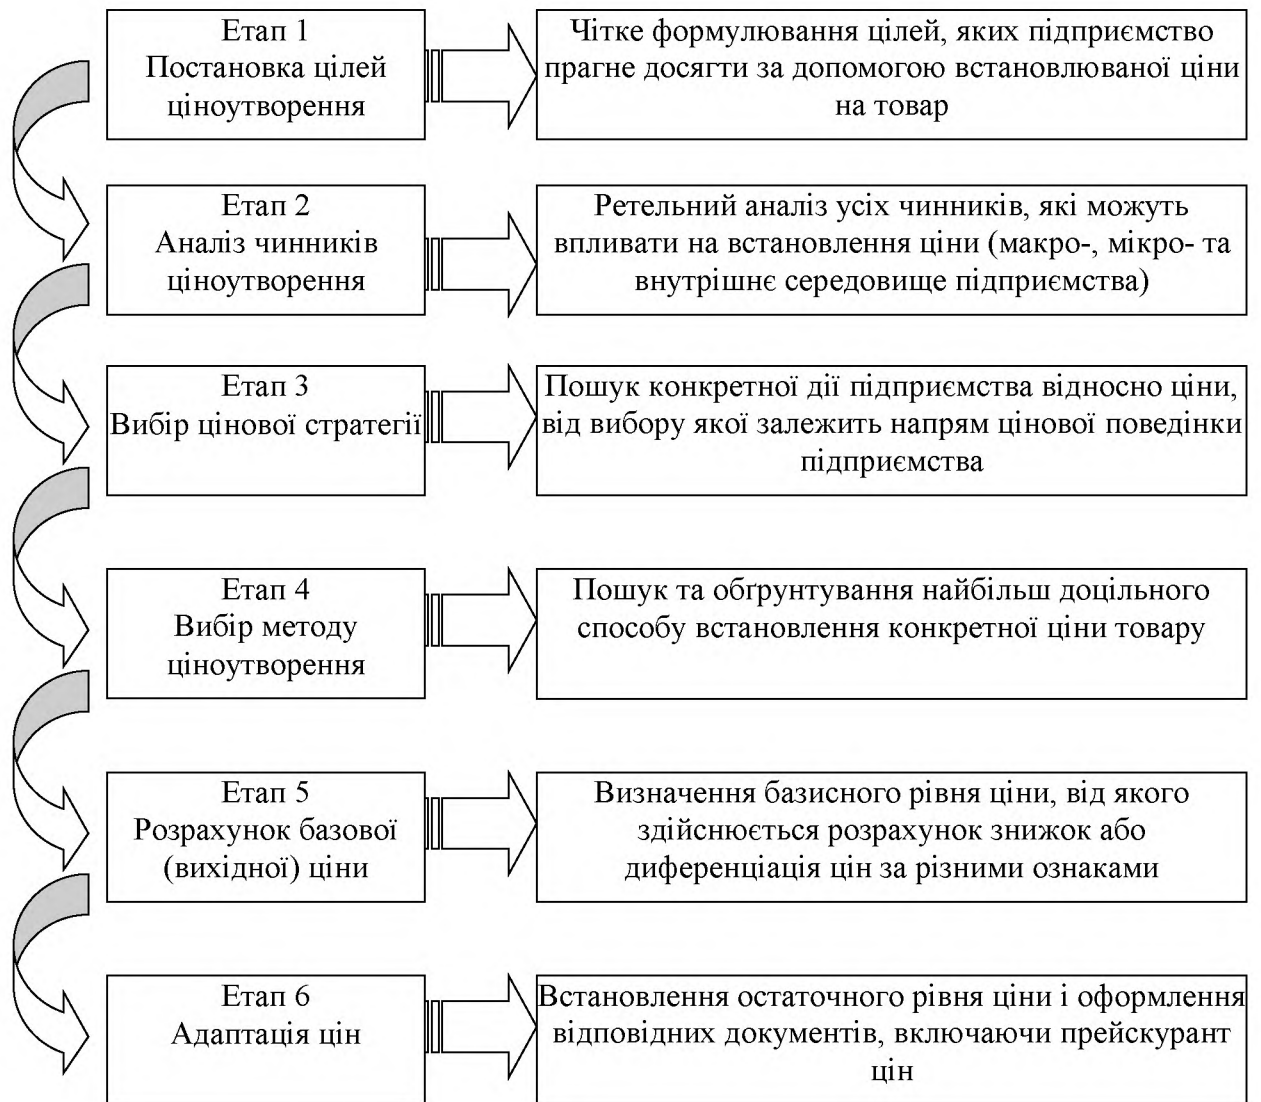 Етап 1
Постановка цілей
ціноутворення
Чітке формулювання цілей, яких підприємство
прагне досягти за допомогою встановлюваної ціни
на товар
Етап 2
Аналіз чинників
ціноутворення
Ретельний аналіз усіх чинників, які можуть
впливати на встановлення ціни (макро-, мікро- та
внутрішнє середовище підприємства)
Етап 3
Вибір цінової стратегії
Пошук конкретної дії підприємства відносно ціни,
від вибору якої залежить напрям цінової поведінки
підприємства
Етап 4
Вибір методу
ціноутворення
Пошук та обґрунтування найбільш доцільного
способу встановлення конкретної ціни товару
Етап 5
Розрахунок базової
(вихідної) ціни
Визначення базисного рівня ціни, від якого
здійснюється розрахунок знижок або
диференціація цін за різними ознаками
Етап 6
Адаптація цін
Встановлення остаточного рівня ціни і оформлення
відповідних документів, включаючи прейскурант
цін